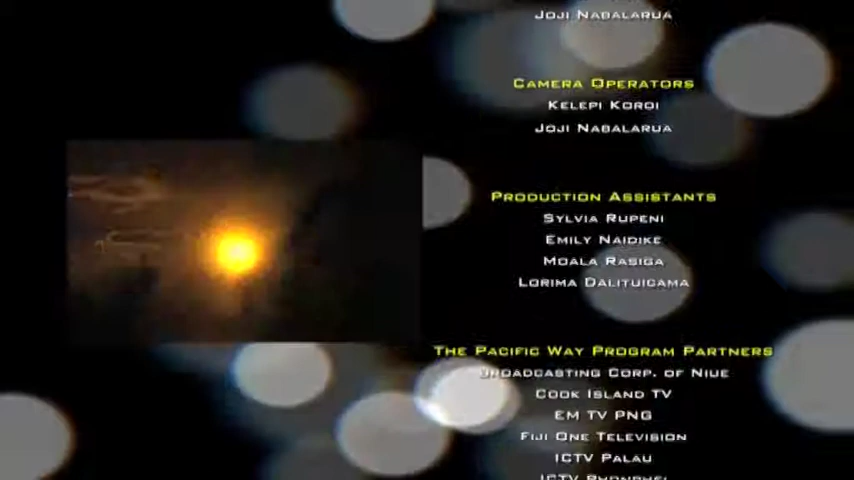 Joji Nabalarua
Camera Operators
Kelepi Koroi
Joji Nabalarua
Production Assistants
Sylvia Rupeni
Emily Naidike
Moala Rasiga
Lorima Dalituicama
The Pacific Way Program Partners
Broadcasting Corp. of Niue
Cook Island TV
EM TV PNG
Fiji One Television
ICTV Palau
ICTV